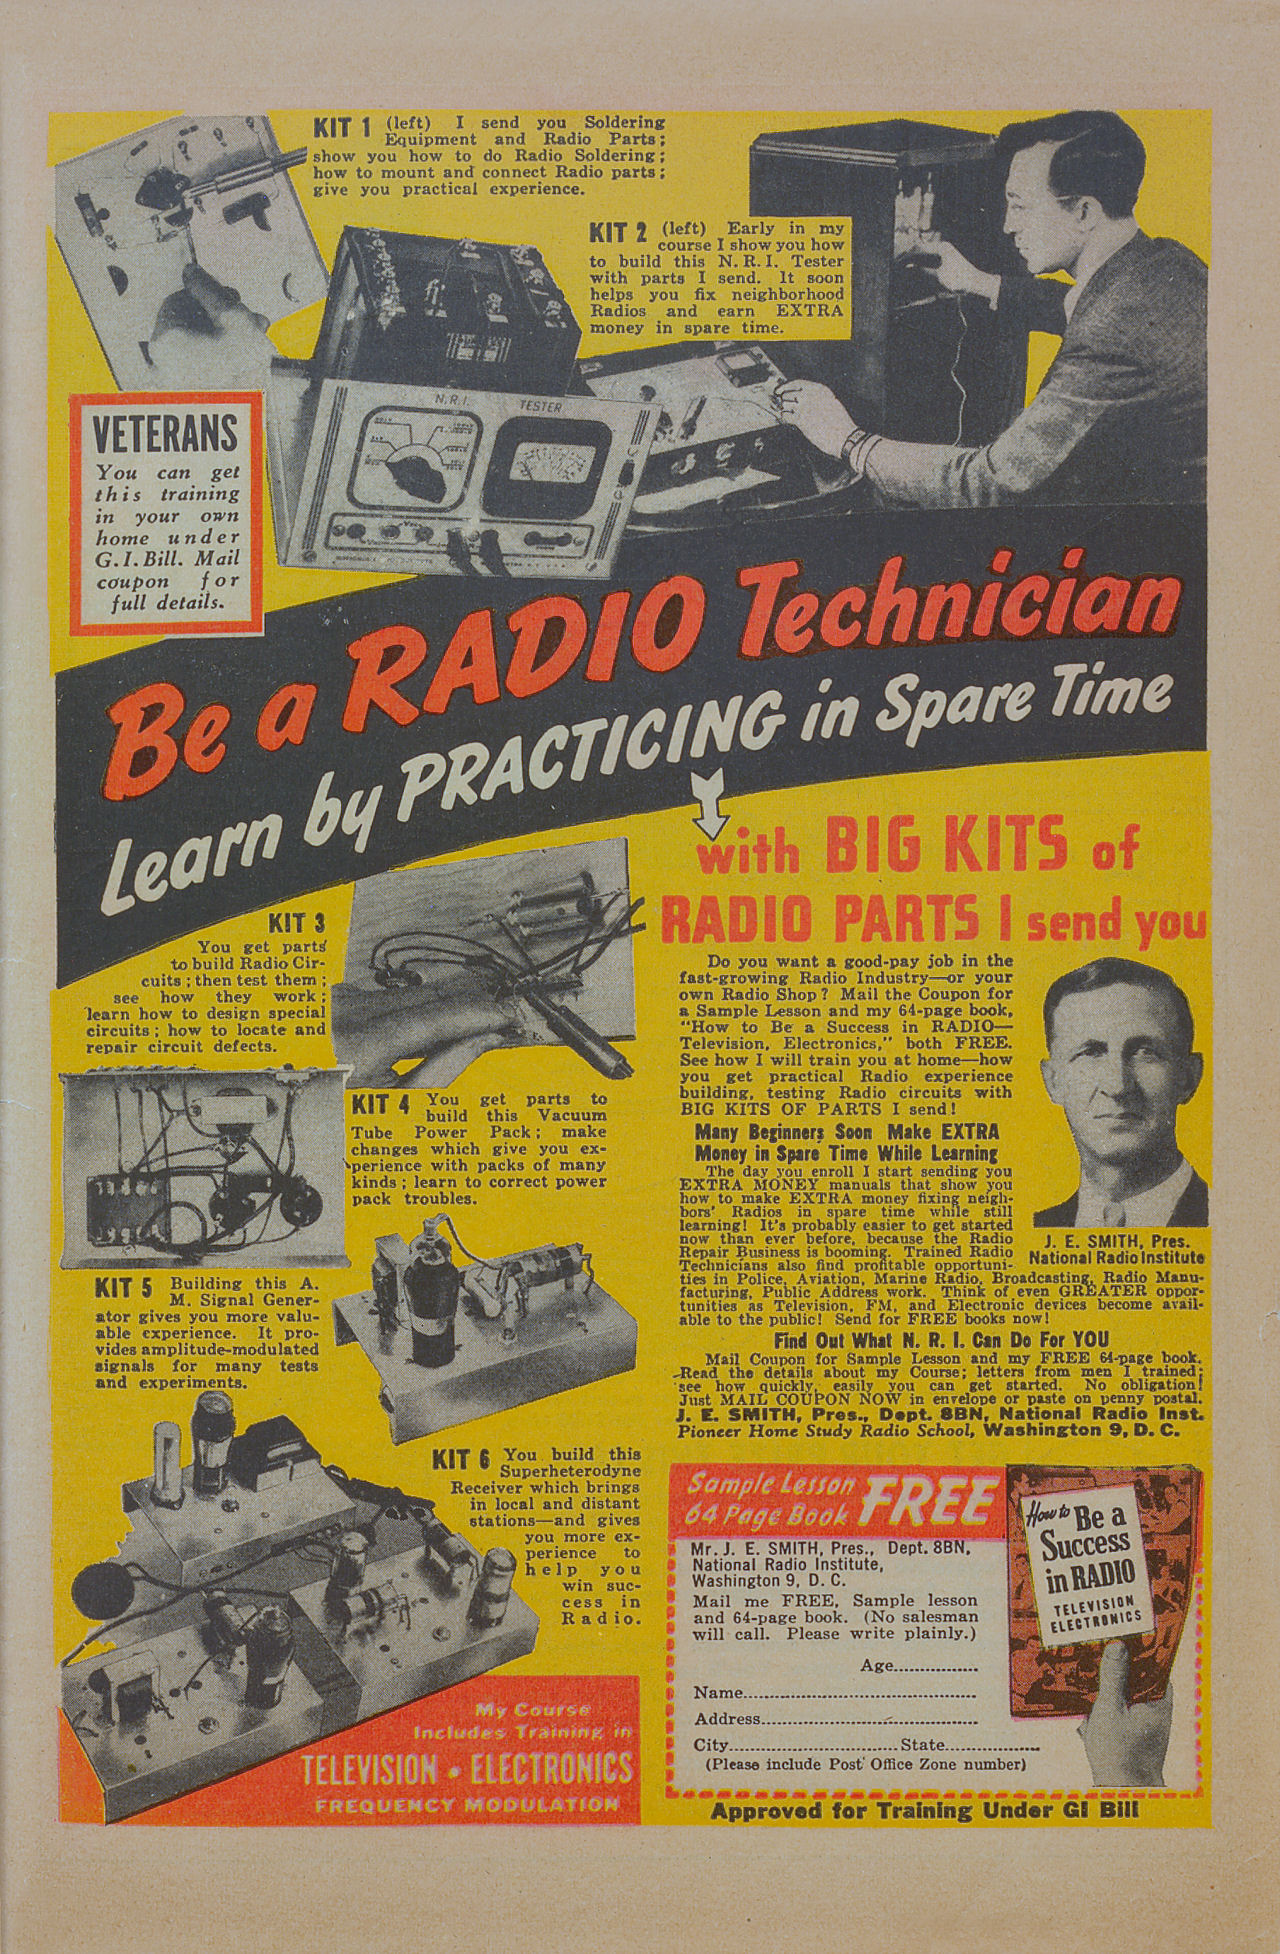 KIT 1 (left) I send you Soldering
Equipment and Radio Parts;
show you how to do Radio Soldering;
how to mount and connect Radio parts;
give you practical experience.
KIT 2 (left) Early in my
course I show you how
to build this N. R. I. Tester
with parts I send. It soon
helps you fix neighborhood
Radios and earn EXTRA
money in spare time.
N.R.I. TESTER
VETERANS
You can get
this training
in your own
home under
G. I. Bill. Mail
coupon for
full details.
Be a RADIO Technician
Learn by PRACTICING in Spare Time
with BIG KITS of
RADIO PARTS I send you
KIT 3
You get parts
to build Radio Cir-
cuits; then test them;
see how they work;
learn how to design special
circuits; how to locate and
repair circuit defects.
KIT 4 You get parts to
build this Vacuum
Tube Power Pack; make
changes which give you ex-
perience with packs of many
kinds; learn to correct power
pack troubles.
KIT 5 Building this A.
M. Signal Gener-
ator gives you more valu-
able experience. It pro-
vides amplitude-modulated
signals for many tests
and experiments.
KIT 6 You build this
Superheterodyne
Receiver which brings
in local and distant
stations—and gives
you more ex-
perience to
help you
win suc-
cess in
Radio.
My Course
Includes Training in
TELEVISION • ELECTRONICS
FREQUENCY MODULATION
Do you want a good-pay job in the
fast-growing Radio Industry—or your
own Radio Shop? Mail the Coupon for
a Sample Lesson and my 64-page book,
"How to Be a Success in RADIO—
Television, Electronics," both FREE.
See how I will train you at home—how
you get practical Radio experience
building, testing Radio circuits with
BIG KITS OF PARTS I send!
Many Beginners Soon Make EXTRA
Money in Spare Time While Learning
The day you enroll I start sending you
EXTRA MONEY manuals that show you
how to make EXTRA money fixing neigh-
bors' Radios in spare time while still
learning! It's probably easier to get started
now than ever before, because the Radio
Repair Business is booming. Trained Radio
Technicians also find profitable opportuni-
ties in Police, Aviation, Marine Radio, Broadcasting, Radio Manu-
facturing, Public Address work. Think of even GREATER oppor-
tunities as Television, FM, and Electronic devices become avail-
able to the public! Send for FREE books now!
J. E. SMITH, Pres.
National Radio Institute
Find Out What N. R. I. Can Do For YOU
Mail Coupon for Sample Lesson and my FREE 64-page book.
Read the details about my Course; letters from men I trained;
see how quickly, easily you can get started. No obligation!
Just MAIL COUPON NOW in envelope or paste on penny postal.
J. E. SMITH, Pres., Dept. 8BN, National Radio Inst.
Pioneer Home Study Radio School, Washington 9, D. C.
Sample Lesson
64 Page Book FREE
Mr. J. E. SMITH, Pres., Dept. 8BN,
National Radio Institute,
Washington 9, D. C.
Mail me FREE, Sample lesson
and 64-page book. (No salesman
will call. Please write plainly.)
Age
Name
Address
City State
(Please include Post Office Zone number)
How to Be a
Success
in RADIO
TELEVISION
ELECTRONICS
Approved for Training Under GI Bill